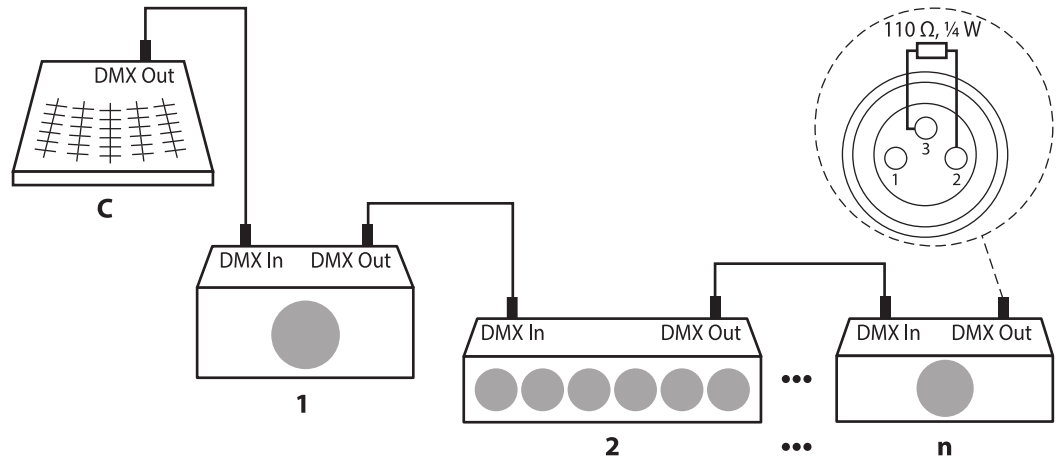 110 Ω, ¼ W
DMX Out
3
1
2
C
DMX In
DMX Out
DMX In
DMX Out
DMX In
DMX Out
1
•••
2
•••
n